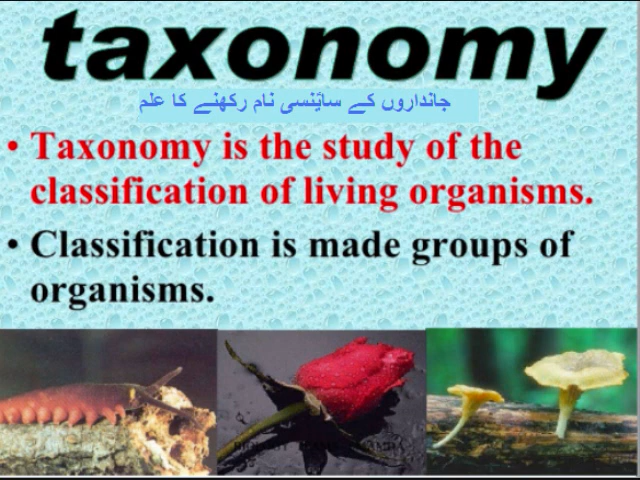 taxonomy
جانداروں کے سائنسی نام رکھنے کا علم
• Taxonomy is the study of the
classification of living organisms.
• Classification is made groups of
organisms.